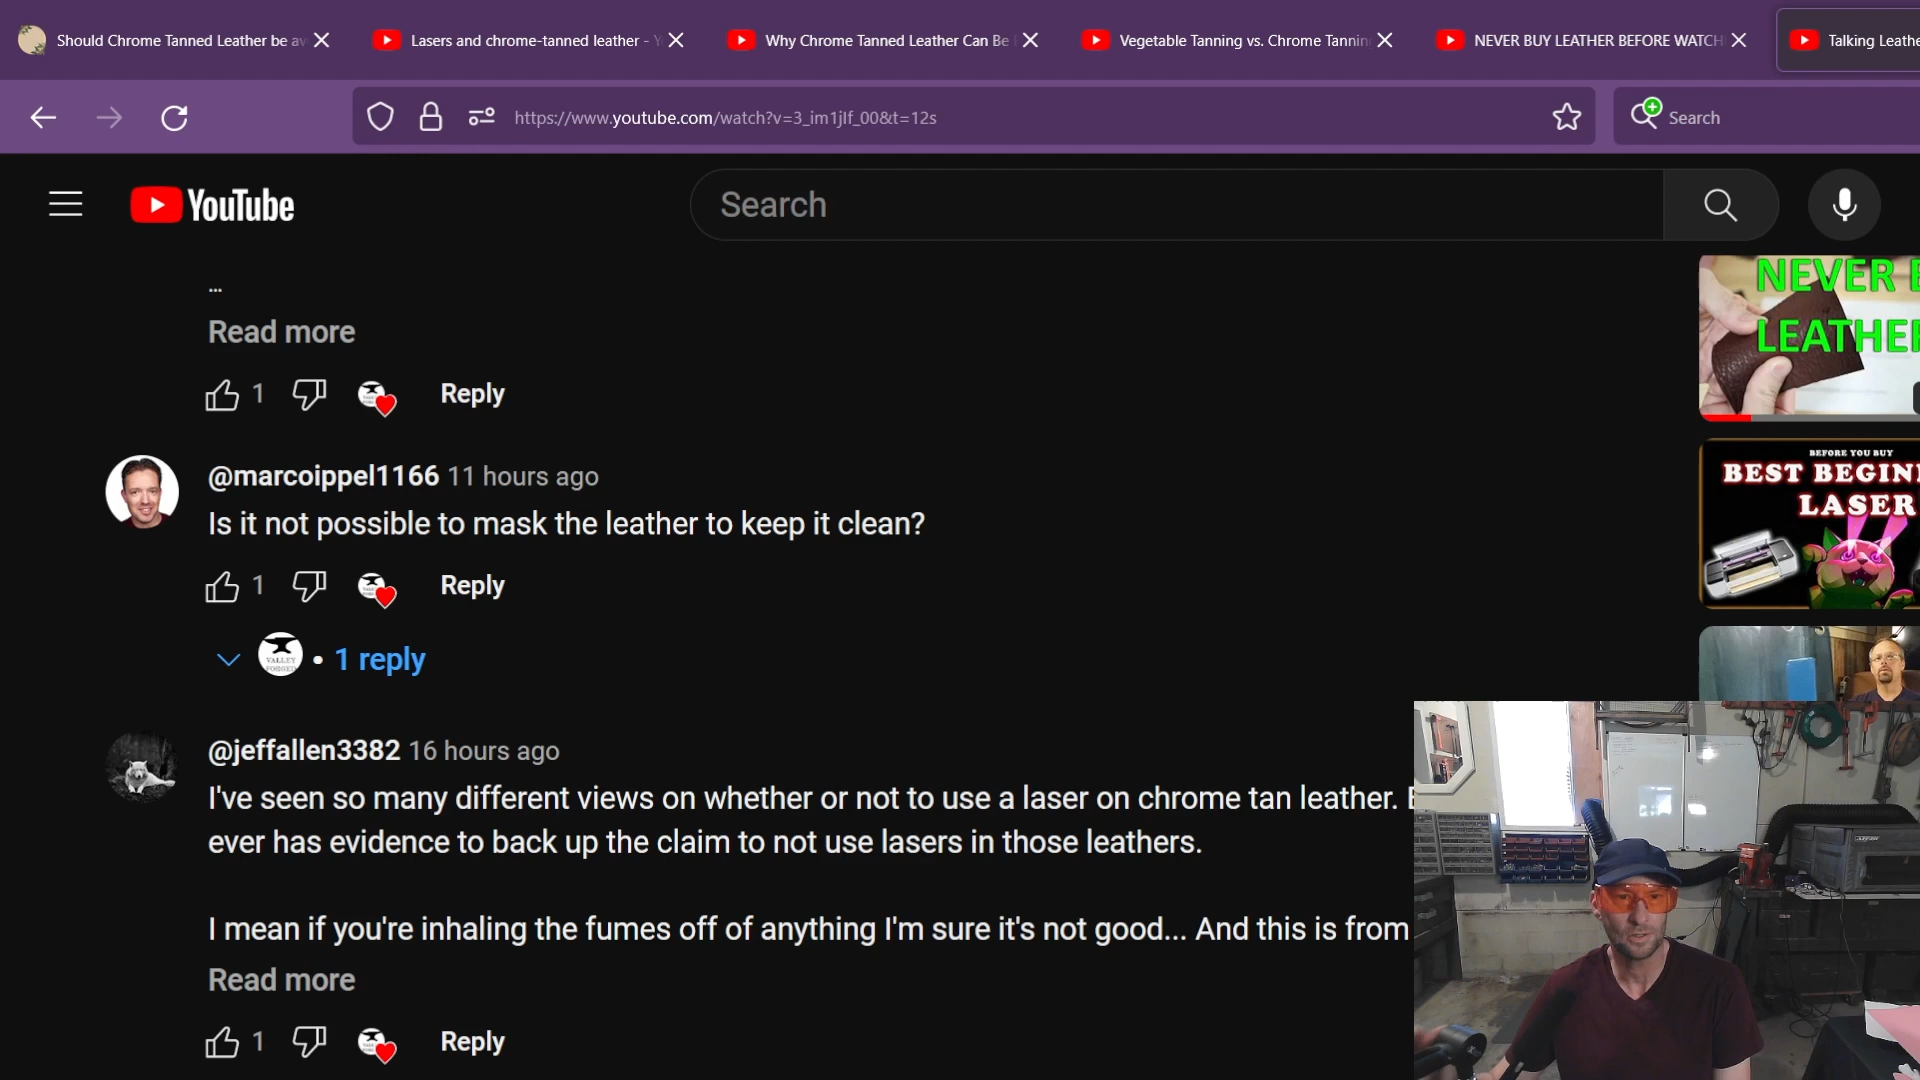 Should Chrome Tanned Leather be av
Lasers and chrome-tanned leather - Y
Why Chrome Tanned Leather Can Be
Vegetable Tanning vs. Chrome Tannin
NEVER BUY LEATHER BEFORE WATCH
Talking Leathe
https://www.youtube.com/watch?v=3_im1jIf_00&t=12s
Search
YouTube
Search
...
Read more
1
Reply
NEVER B
LEATHER
@marcoippel1166 11 hours ago
Is it not possible to mask the leather to keep it clean?
1
Reply
BEFORE YOU BUY
BEST BEGIN
LASER
VALLEY
FORGED
• 1 reply
@jeffallen3382 16 hours ago
I've seen so many different views on whether or not to use a laser on chrome tan leather.
ever has evidence to back up the claim to not use lasers in those leathers.
I mean if you're inhaling the fumes off of anything I'm sure it's not good... And this is from
Read more
1
Reply